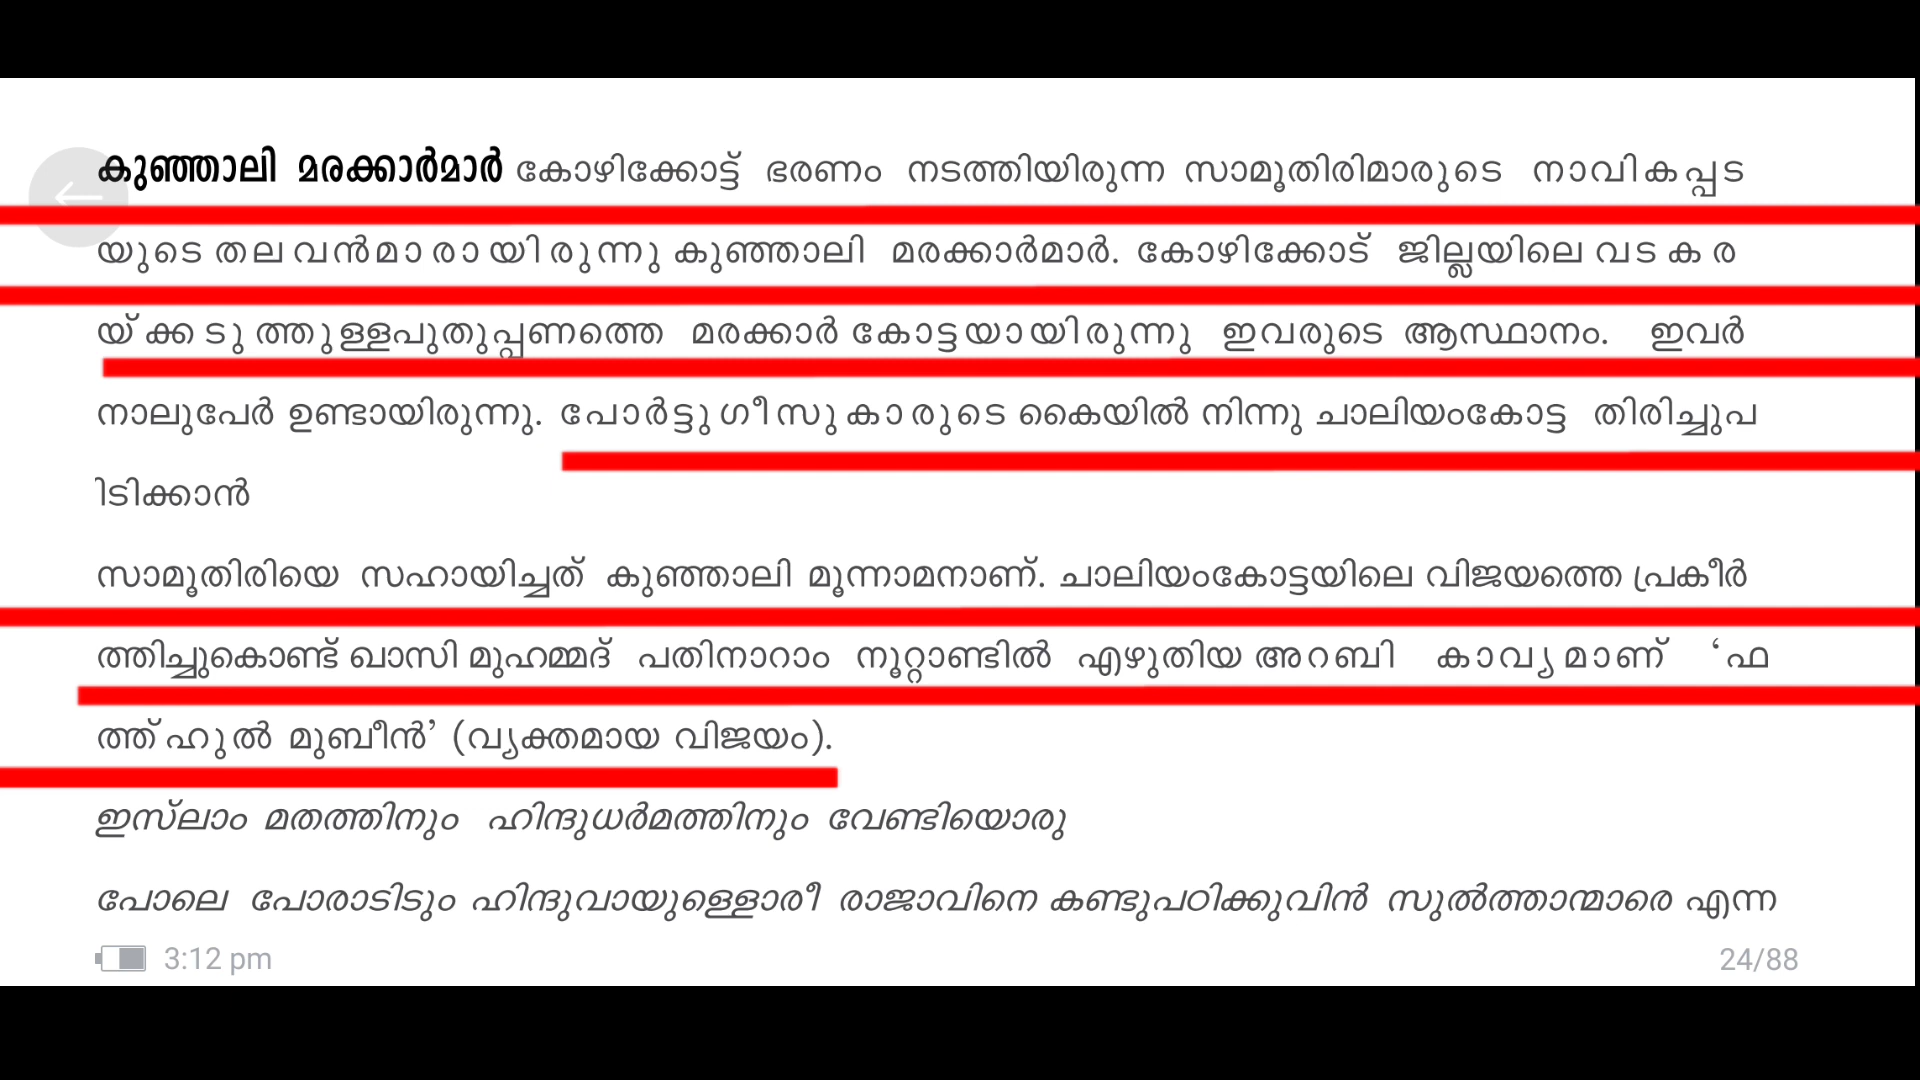 കുഞ്ഞാലി മരക്കാർമാർ കോഴിക്കോട്ട് ഭരണം നടത്തിയിരുന്ന സാമൂതിരിമാരുടെ നാവികപ്പട
യുടെ തലവൻമാരായിരുന്നു കുഞ്ഞാലി മരക്കാർമാർ. കോഴിക്കോട് ജില്ലയിലെ വടകര
യ്ക്കടുത്തുള്ളപുതുപ്പണത്തെ മരക്കാർ കോട്ടയായിരുന്നു ഇവരുടെ ആസ്ഥാനം. ഇവർ
നാലുപേർ ഉണ്ടായിരുന്നു. പോർട്ടുഗീസുകാരുടെ കൈയിൽ നിന്നു ചാലിയംകോട്ട തിരിച്ചുപ
ിടിക്കാൻ
സാമൂതിരിയെ സഹായിച്ചത് കുഞ്ഞാലി മൂന്നാമനാണ്. ചാലിയംകോട്ടയിലെ വിജയത്തെ പ്രകീർ
ത്തിച്ചുകൊണ്ട് ഖാസി മുഹമ്മദ് പതിനാറാം നൂറ്റാണ്ടിൽ എഴുതിയ അറബി കാവ്യമാണ് ‘ഫ
ത്ത്ഹുൽ മുബീൻ’ (വ്യക്തമായ വിജയം).
ഇസ്‌ലാം മതത്തിനും ഹിന്ദുധർമത്തിനും വേണ്ടിയൊരു
പോലെ പോരാടിടും ഹിന്ദുവായുള്ളൊരീ രാജാവിനെ കണ്ടുപഠിക്കുവിൻ സുൽത്താന്മാരെ എന്ന
3:12 pm 24/88